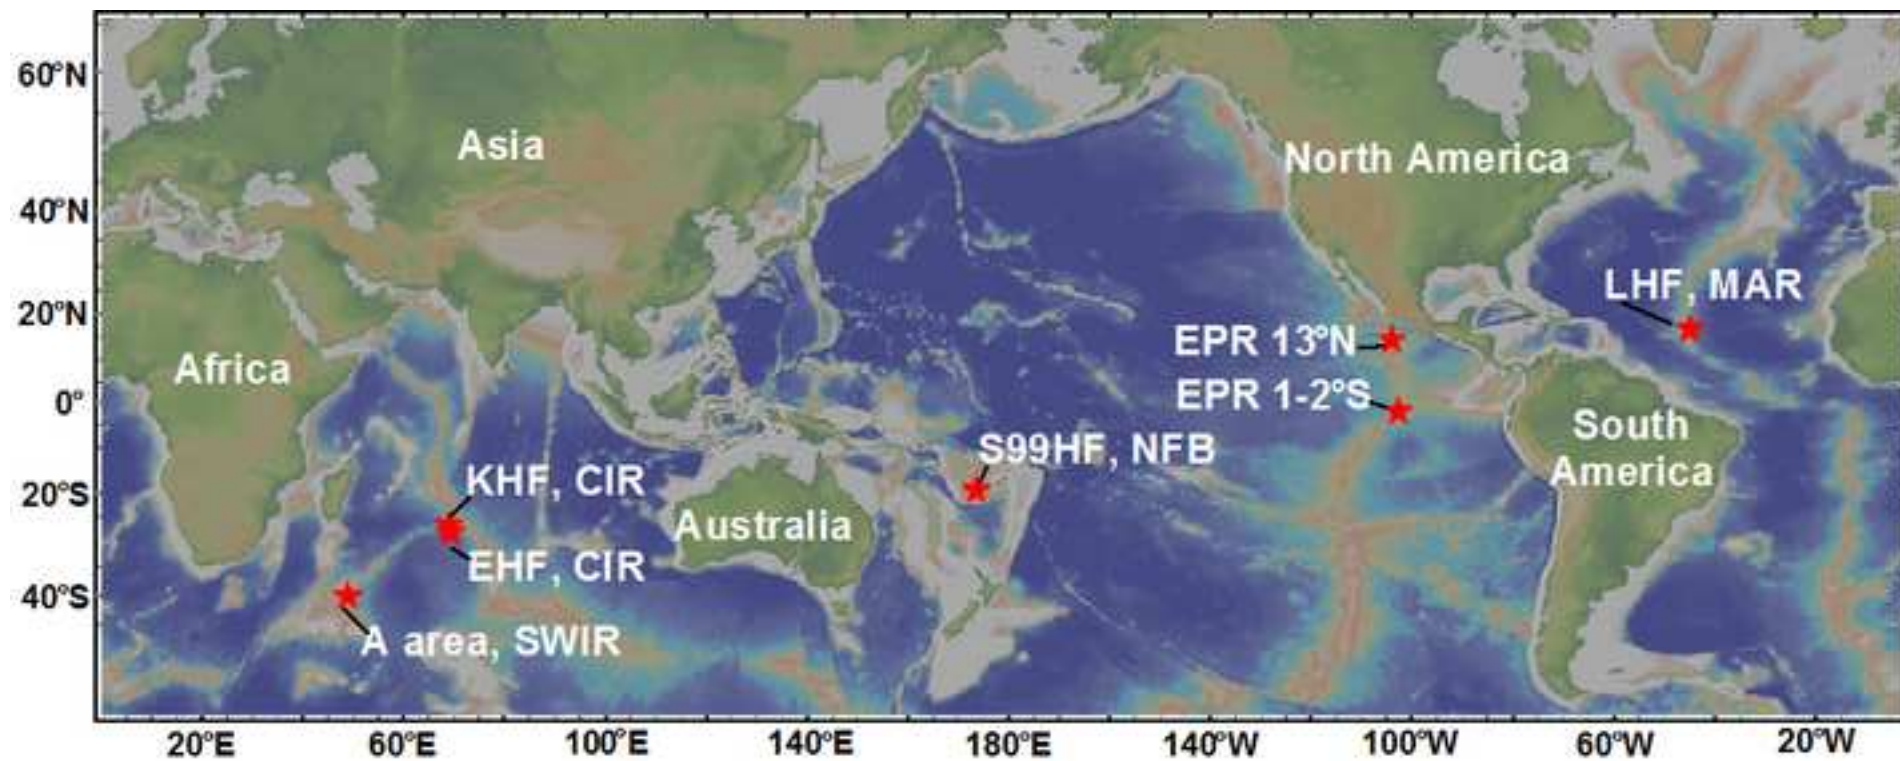 60°N
40°N
20°N
0°
20°S
40°S
Asia
North America
Africa
LHF, MAR
EPR 13°N
EPR 1-2°S
South
America
S99HF, NFB
KHF, CIR
Australia
EHF, CIR
A area, SWIR
20°E
60°E
100°E
140°E
180°E
140°W
100°W
60°W
20°W